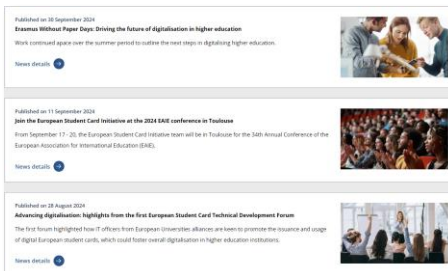 Published on 30 September 2024
Erasmus Without Paper Days: Driving the future of digitalisation in higher education
Work continued apace over the summer period to outline the next steps in digitalising higher education.
News details
Published on 11 September 2024
Join the European Student Card Initiative at the 2024 EAIE conference in Toulouse
From September 17 - 20, the European Student Card Initiative team will be in Toulouse for the 34th Annual Conference of the
European Association for International Education (EAIE).
News details
Published on 28 August 2024
Advancing digitalisation: highlights from the first European Student Card Technical Development Forum
The first forum highlighted how IT officers from European Universities alliances are keen to promote the issuance and usage
of digital European student cards, which could foster overall digitalisation in higher education institutions.
News details